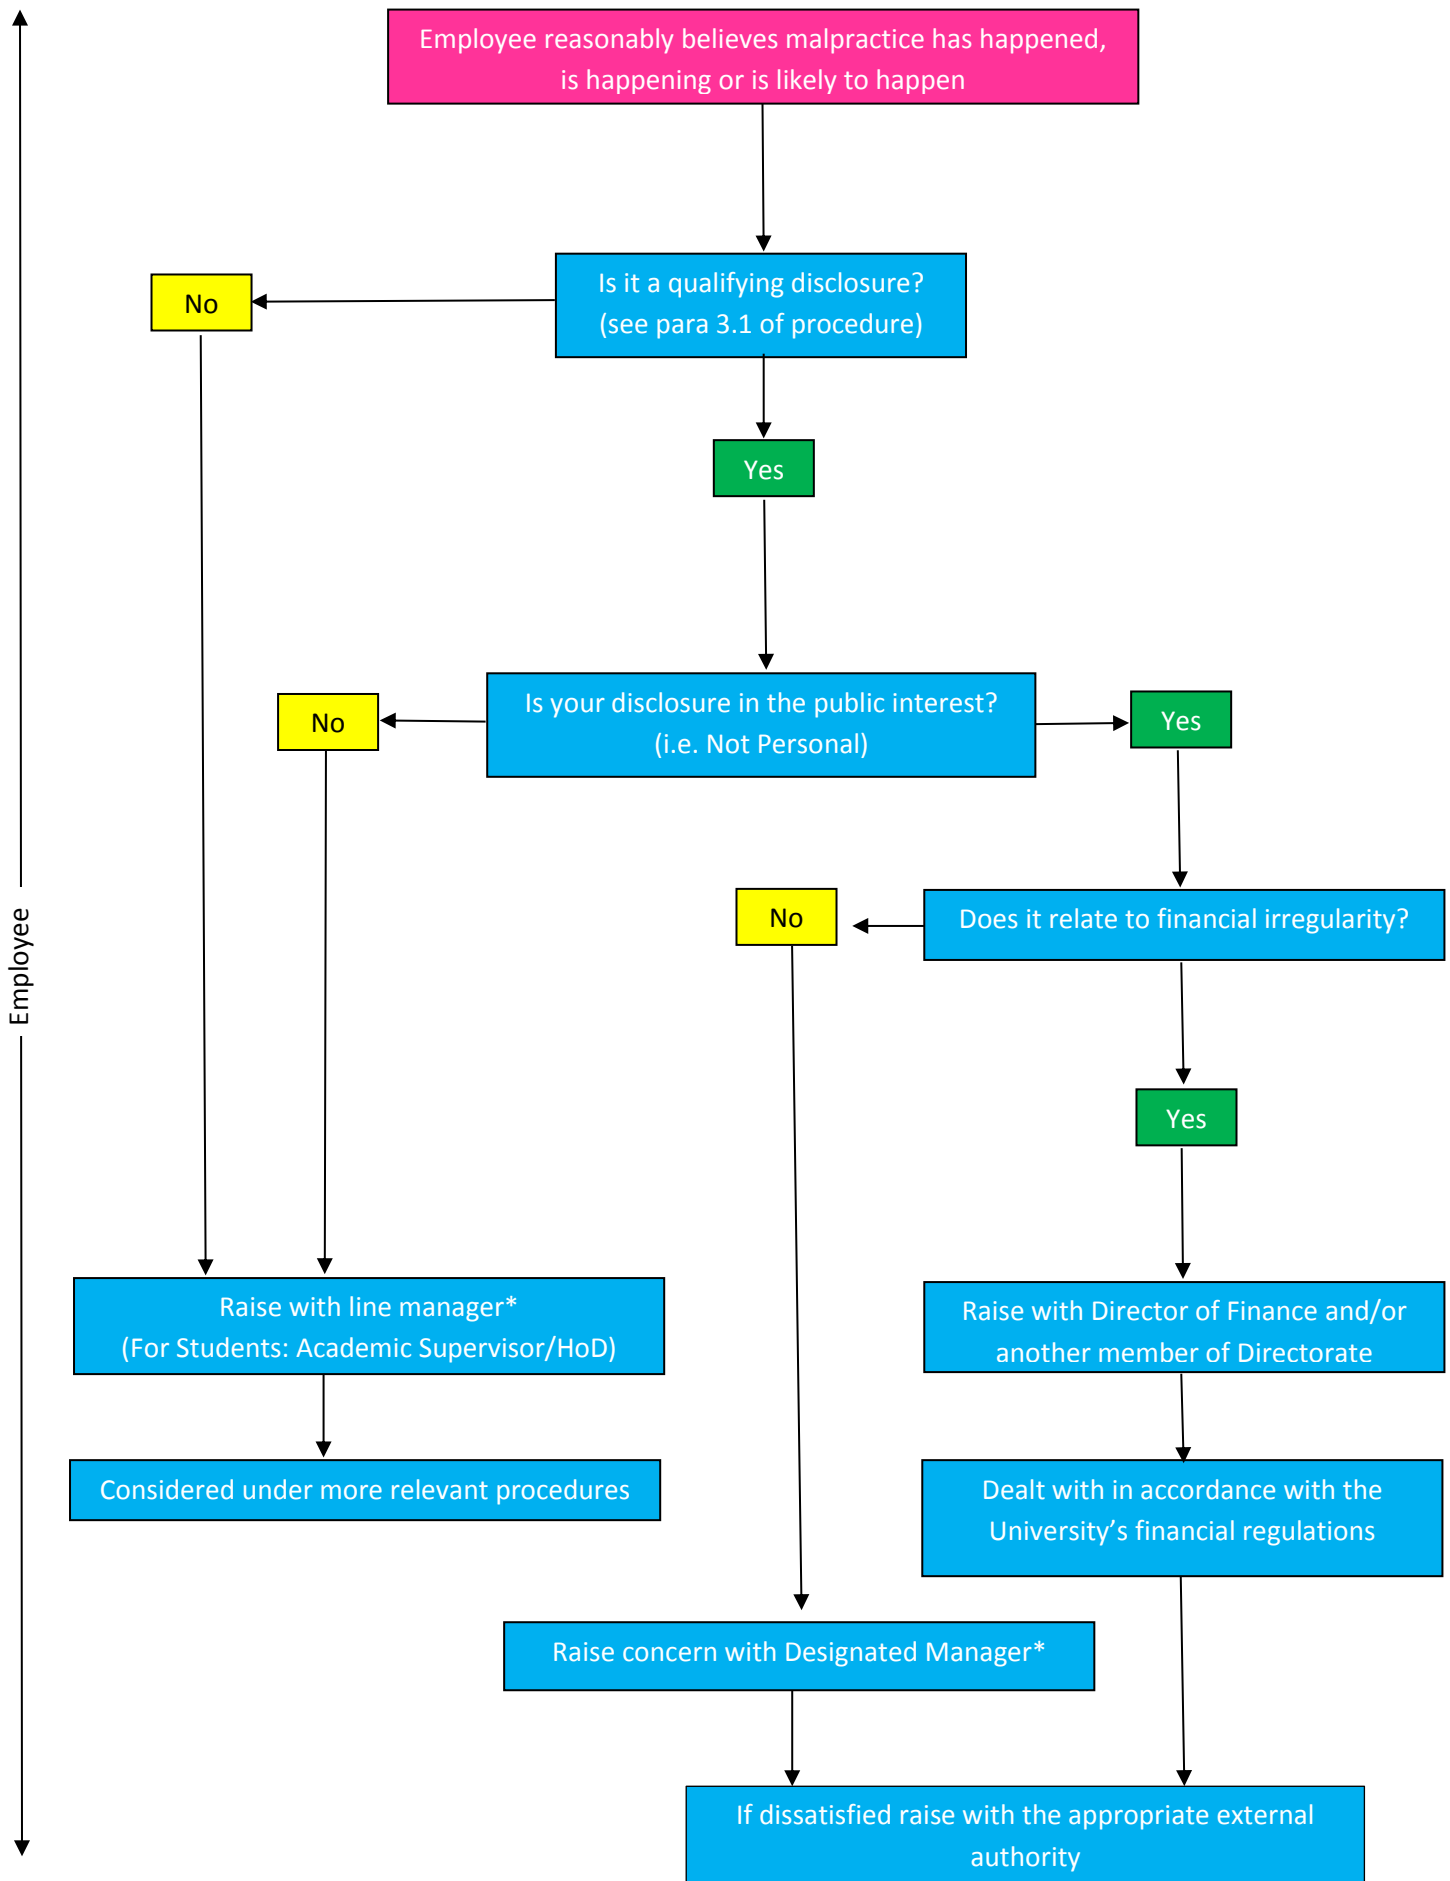 Employee reasonably believes malpractice has happened,
is happening or is likely to happen
Is it a qualifying disclosure?
(see para 3.1 of procedure)
No
Yes
Is your disclosure in the public interest?
(i.e. Not Personal)
No
Yes
Does it relate to financial irregularity?
No
Employee
Yes
Raise with line manager*
(For Students: Academic Supervisor/HoD)
Raise with Director of Finance and/or
another member of Directorate
Considered under more relevant procedures
Dealt with in accordance with the
University’s financial regulations
Raise concern with Designated Manager*
If dissatisfied raise with the appropriate external
authority